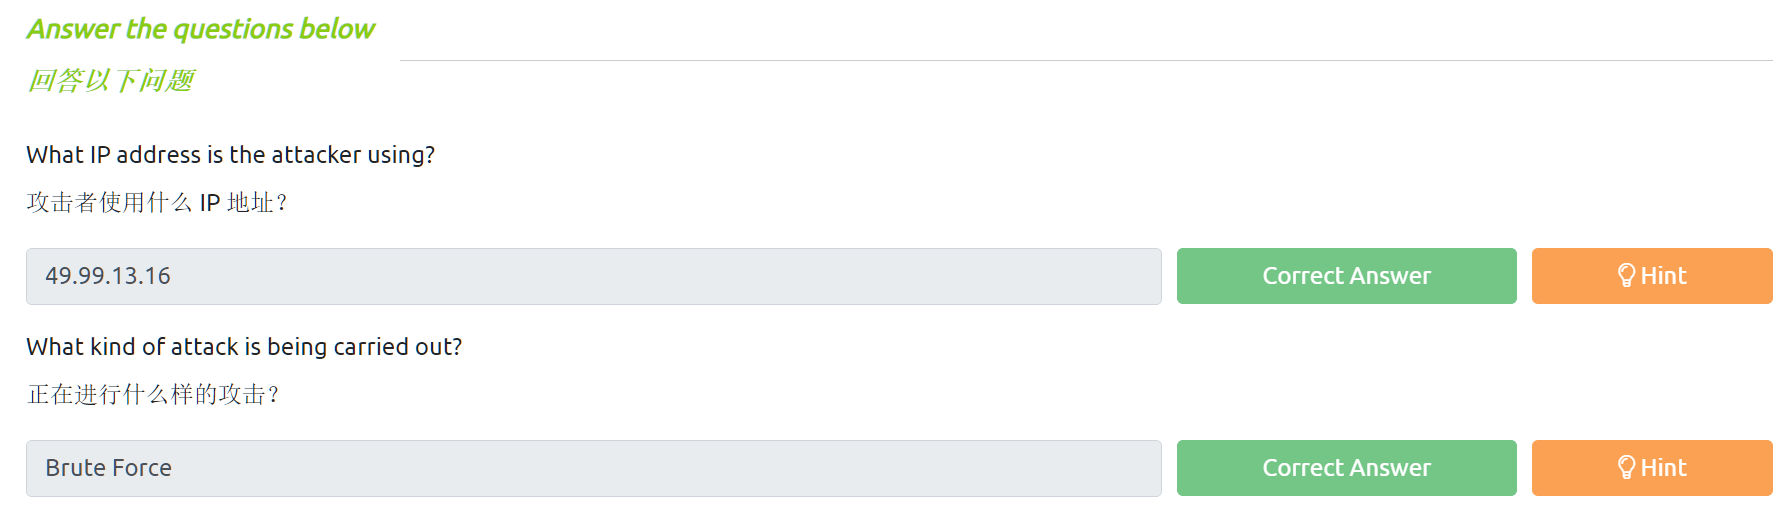 Answer the questions below
回答以下问题
What IP address is the attacker using?
攻击者使用什么 IP 地址？
49.99.13.16
Correct Answer
Hint
What kind of attack is being carried out?
正在进行什么样的攻击？
Brute Force
Correct Answer
Hint